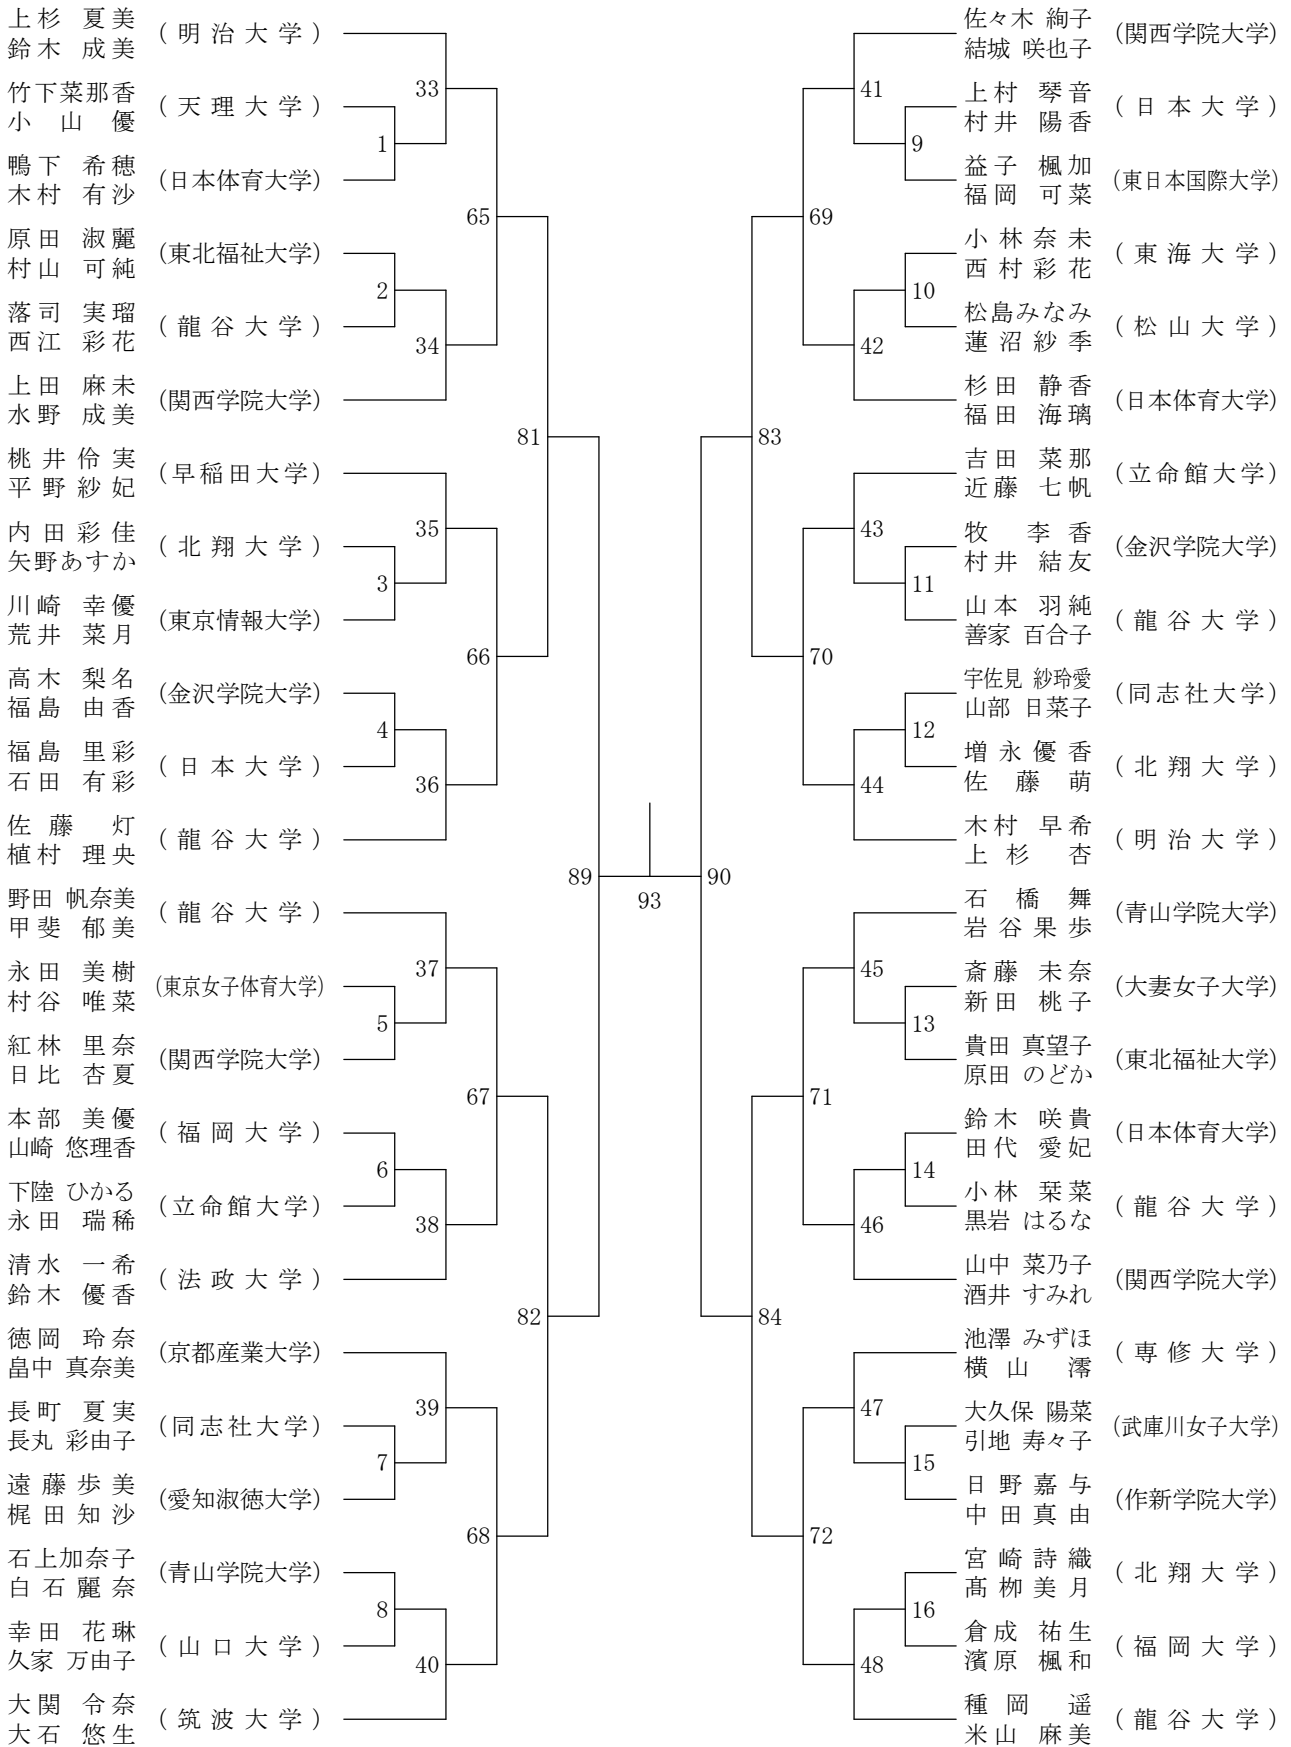 上杉 夏美
鈴木 成美
(明治大学)
竹下菜那香
小山 優
(天理大学)
鴨下 希穂
木村 有沙
(日本体育大学)
原田 淑麗
村山 可純
(東北福祉大学)
落司 実瑠
西江 彩花
(龍谷大学)
上田 麻未
水野 成美
(関西学院大学)
桃井伶実
平野紗妃
(早稲田大学)
内田彩佳
矢野あすか
(北翔大学)
川崎 幸優
荒井 菜月
(東京情報大学)
高木 梨名
福島 由香
(金沢学院大学)
福島 里彩
石田 有彩
(日本大学)
佐藤 灯
植村 理央
(龍谷大学)
野田 帆奈美
甲斐 郁美
(龍谷大学)
永田 美樹
村谷 唯菜
(東京女子体育大学)
紅林 里奈
日比 杏夏
(関西学院大学)
本部 美優
山崎 悠理香
(福岡大学)
下陸 ひかる
永田 瑞稀
(立命館大学)
清水 一希
鈴木 優香
(法政大学)
徳岡 玲奈
畠中 真奈美
(京都産業大学)
長町 夏実
長丸 彩由子
(同志社大学)
遠藤歩美
梶田知沙
(愛知淑徳大学)
石上加奈子
白石麗奈
(青山学院大学)
幸田 花琳
久家 万由子
(山口大学)
大関 令奈
大石 悠生
(筑波大学)
33
1
65
2
34
81
35
3
66
4
36
89
37
5
67
6
38
82
39
7
68
8
40
93
90
41
9
69
10
42
83
43
11
70
12
44
45
13
71
14
46
84
47
15
72
16
48
佐々木 絢子
結城 咲也子
(関西学院大学)
上村 琴音
村井 陽香
(日本大学)
益子 楓加
福岡 可菜
(東日本国際大学)
小林奈未
西村彩花
(東海大学)
松島みなみ
蓮沼紗季
(松山大学)
杉田 静香
福田 海璃
(日本体育大学)
吉田 菜那
近藤 七帆
(立命館大学)
牧 李香
村井 結友
(金沢学院大学)
山本 羽純
善家 百合子
(龍谷大学)
宇佐見 紗玲愛
山部 日菜子
(同志社大学)
増永優香
佐藤 萌
(北翔大学)
木村 早希
上杉 杏
(明治大学)
石橋 舞
岩谷果歩
(青山学院大学)
斎藤 未奈
新田 桃子
(大妻女子大学)
貴田 真望子
原田 のどか
(東北福祉大学)
鈴木 咲貴
田代 愛妃
(日本体育大学)
小林 栞菜
黒岩 はるな
(龍谷大学)
山中 菜乃子
酒井 すみれ
(関西学院大学)
池澤 みずほ
横山 澪
(専修大学)
大久保 陽菜
引地 寿々子
(武庫川女子大学)
日野嘉与
中田真由
(作新学院大学)
宮崎詩織
髙栁美月
(北翔大学)
倉成 祐生
濱原 楓和
(福岡大学)
種岡 遥
米山 麻美
(龍谷大学)